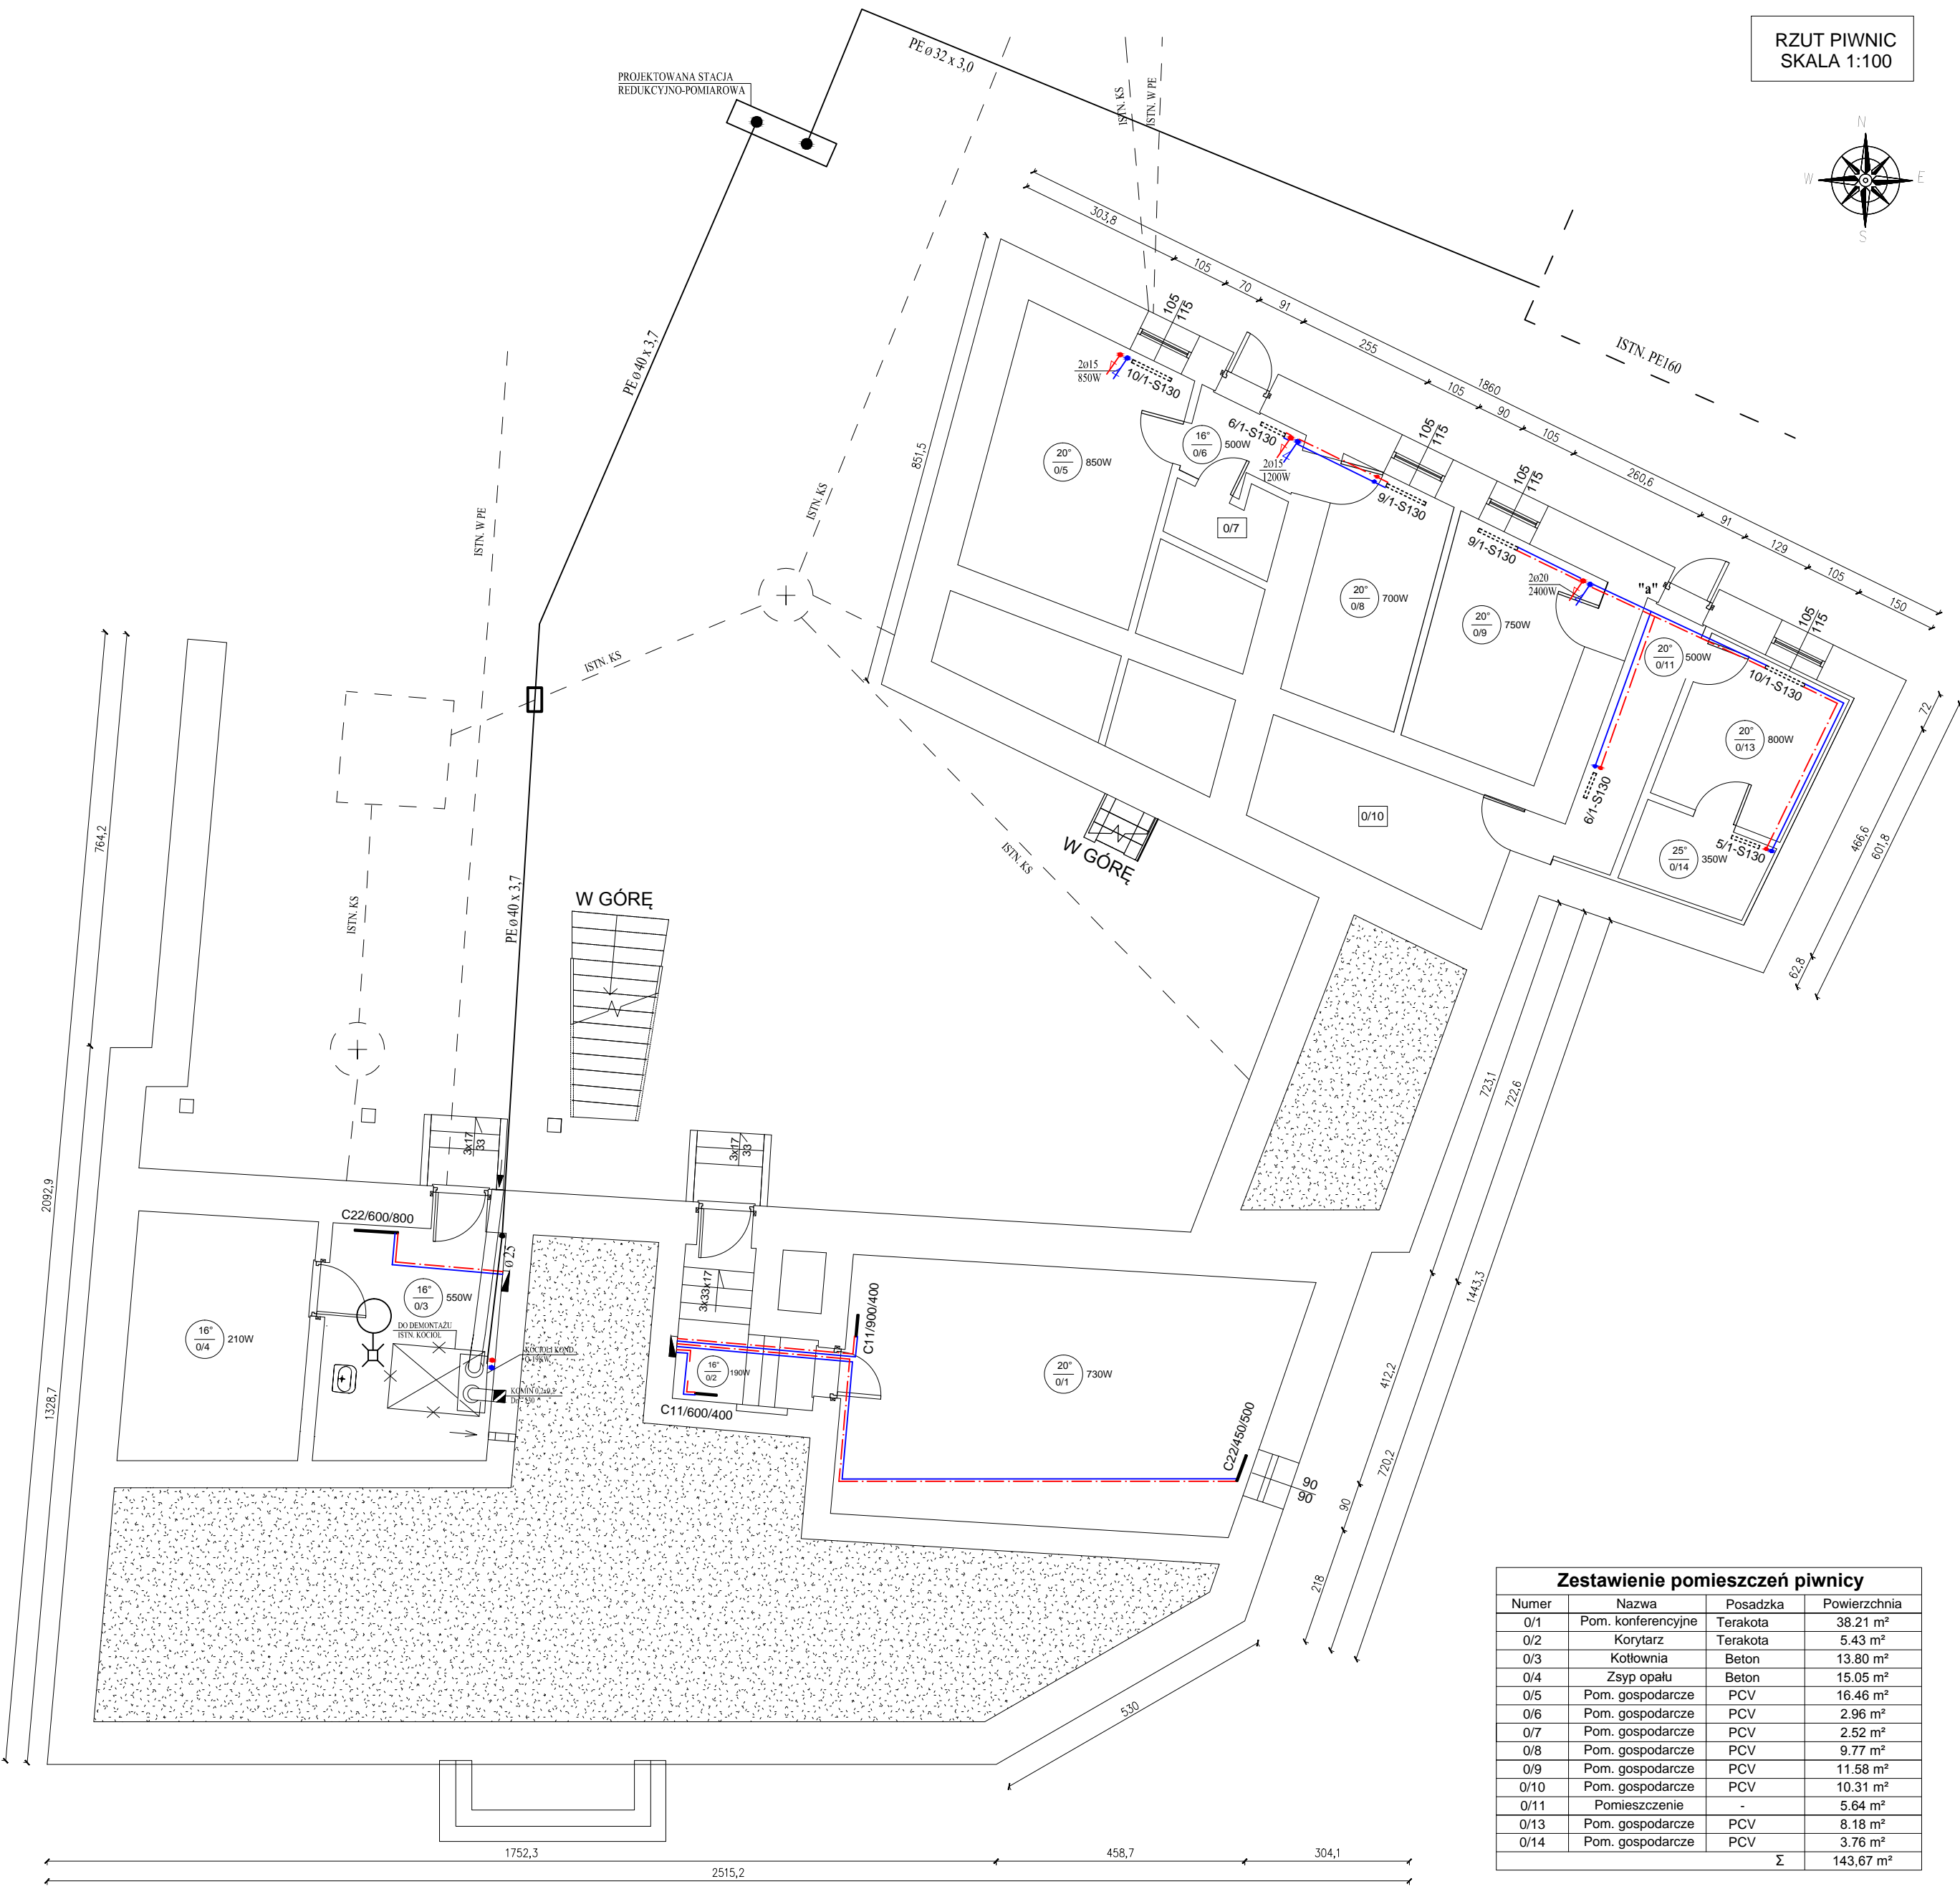 RZUT PIWNIC
SKALA 1:100
N
W
E
S
PROJEKTOWANA STACJA
REDUKCYJNO-POMIAROWA
PE ø 32 x 3,0
ISTN. KS
ISTN. W PE
303,8
105
70
91
255
1860
105
90
105
260,6
91
129
105
150
ISTN. PE160
PE ø 40 x 3,7
851,5
105
115
2ø15
850W
10/1-S130
20°
0/5
850W
6/1-S130
16°
0/6
500W
2ø15
1200W
105
115
9/1-S130
0/7
105
115
9/1-S130
20°
0/8
700W
2ø20
2400W
20°
0/9
750W
"a"
20°
0/11
500W
105
115
10/1-S130
20°
0/13
800W
6/1-S130
5/1-S130
25°
0/14
350W
0/10
72
466,6
601,8
62,8
ISTN. W PE
ISTN. KS
ISTN. KS
ISTN. KS
ISTN. KS
W GÓRĘ
W GÓRĘ
PE ø 40 x 3,7
764,2
2092,9
1328,7
723,1
722,6
1443,3
412,2
720,2
90
218
530
3x17
33
3x17
33
C22/600/800
ø 25
16°
0/3
550W
16°
0/4
210W
DO DEMONTAŻU
ISTN. KOCIOŁ
3x33x17
16°
0/2
190W
C11/600/400
C11/900/400
20°
0/1
730W
C22/450/500
90
90
1752,3
458,7
304,1
2515,2
Zestawienie pomieszczeń piwnicy
Numer Nazwa Posadzka Powierzchnia
0/1 Pom. konferencyjne Terakota 38.21 m²
0/2 Korytarz Terakota 5.43 m²
0/3 Kotłownia Beton 13.80 m²
0/4 Zsyp opału Beton 15.05 m²
0/5 Pom. gospodarcze PCV 16.46 m²
0/6 Pom. gospodarcze PCV 2.96 m²
0/7 Pom. gospodarcze PCV 2.52 m²
0/8 Pom. gospodarcze PCV 9.77 m²
0/9 Pom. gospodarcze PCV 11.58 m²
0/10 Pom. gospodarcze PCV 10.31 m²
0/11 Pomieszczenie - 5.64 m²
0/13 Pom. gospodarcze PCV 8.18 m²
0/14 Pom. gospodarcze PCV 3.76 m²
Σ 143,67 m²